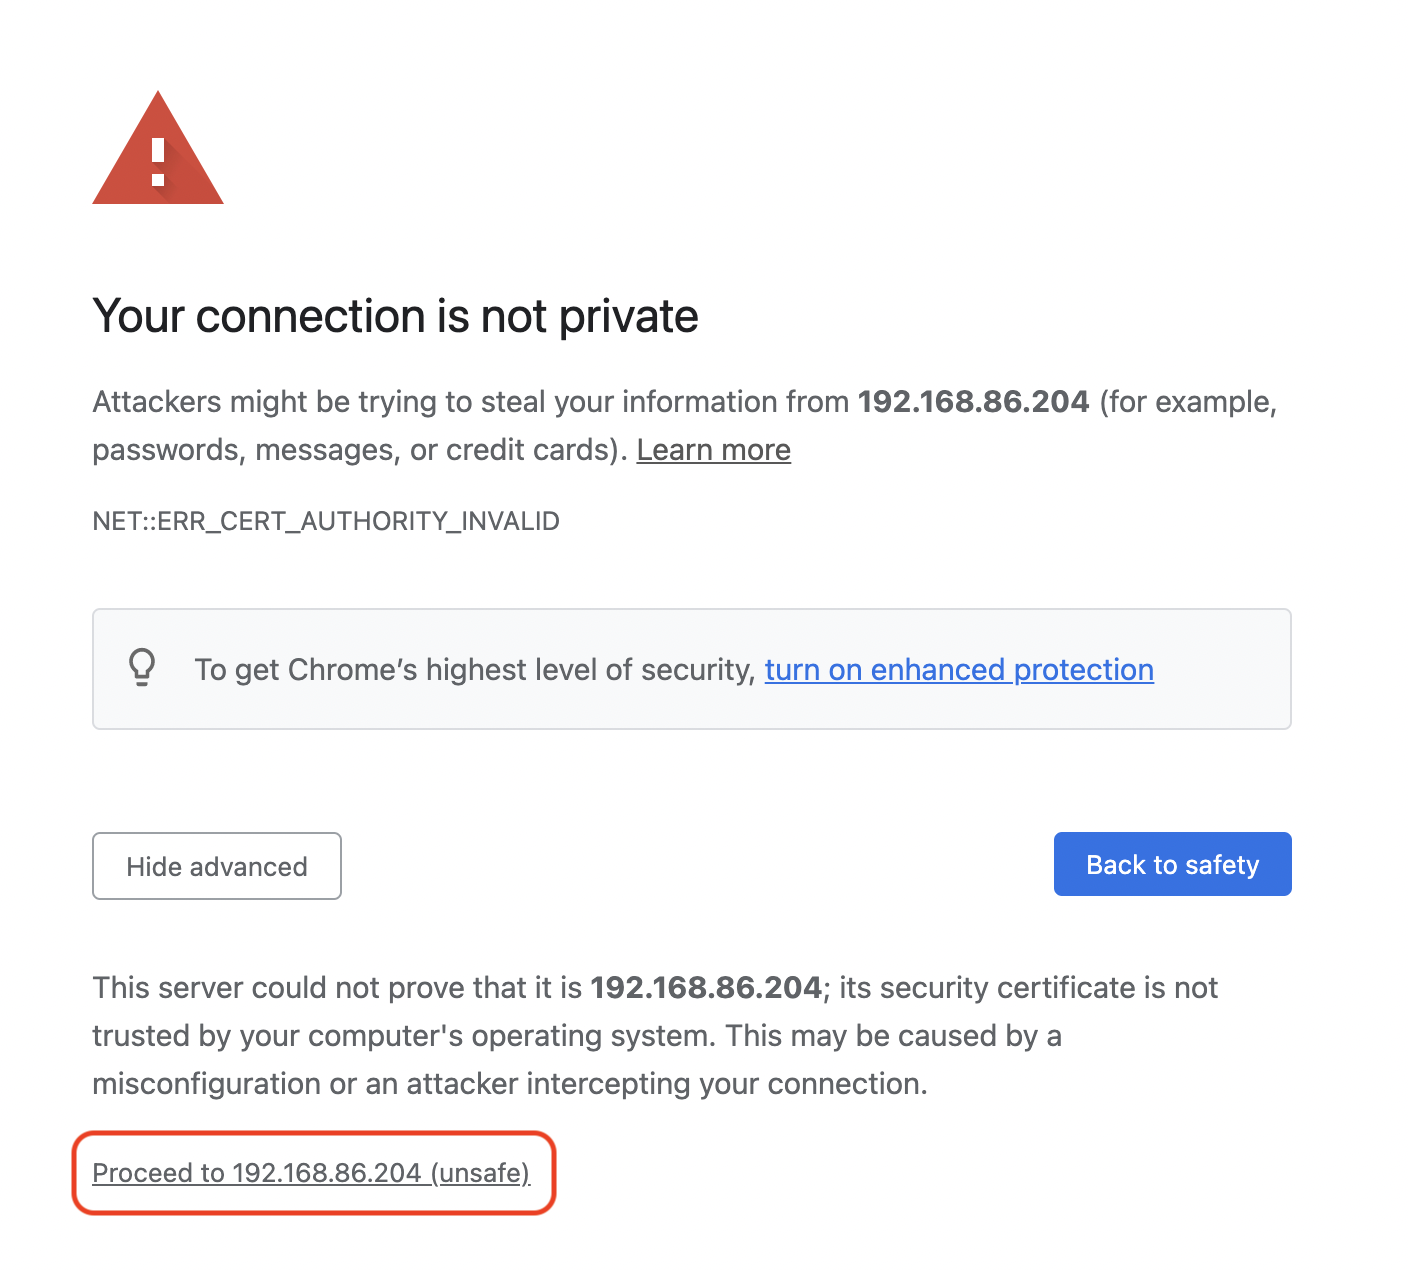 Your connection is not private
Attackers might be trying to steal your information from 192.168.86.204 (for example,
passwords, messages, or credit cards). Learn more
NET::ERR_CERT_AUTHORITY_INVALID
To get Chrome’s highest level of security, turn on enhanced protection
Hide advanced
Back to safety
This server could not prove that it is 192.168.86.204; its security certificate is not
trusted by your computer's operating system. This may be caused by a
misconfiguration or an attacker intercepting your connection.
Proceed to 192.168.86.204 (unsafe)